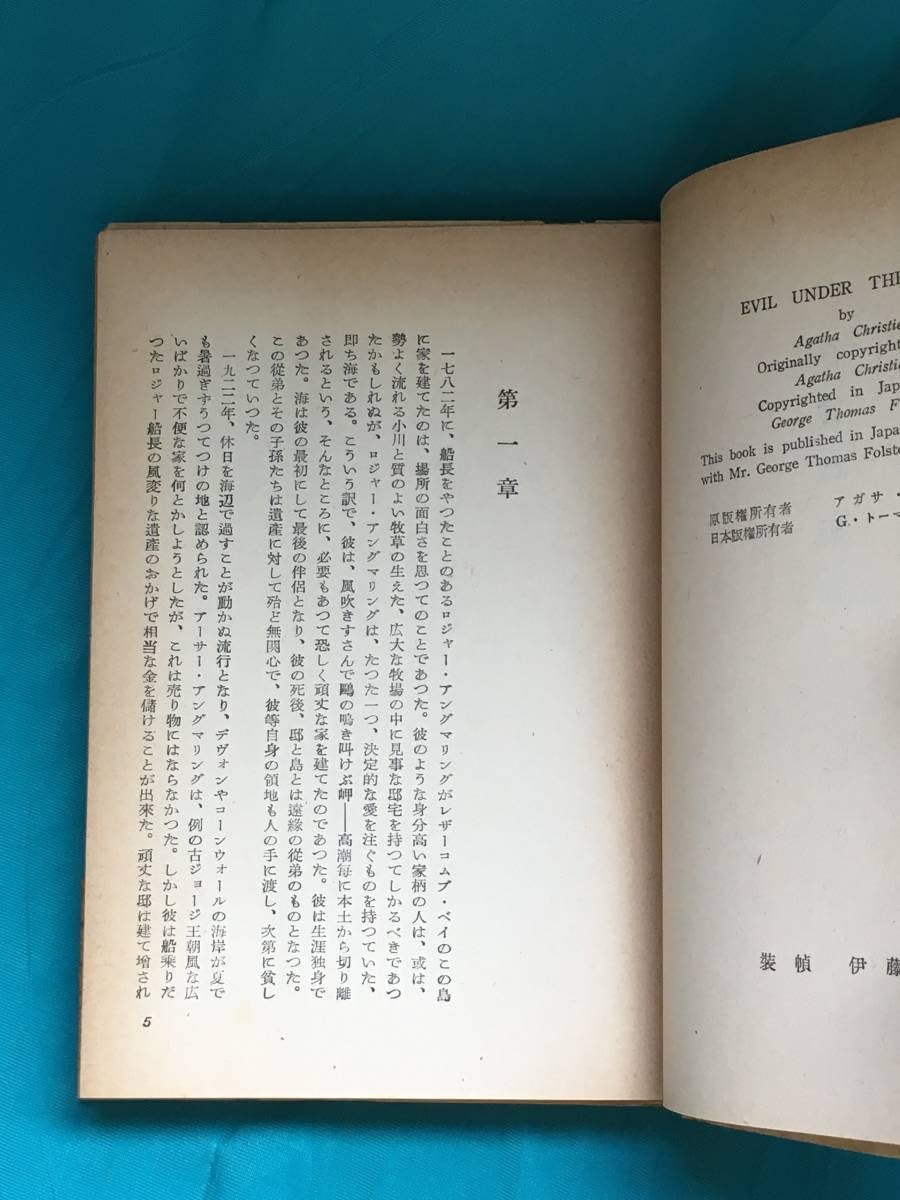 EVIL UNDER THE
by
Agatha Christie
Originally copyright
Agatha Christie
Copyrighted in Jap
George Thomas F
This book is published in Japa
with Mr. George Thomas Folst
原版権所有者 アガサ・
日本版権所有者 G.トーマ
装幀 伊藤
第一章
一七八二年に、船長をやつたことのあるロジャー・アングマリングがレザーコムブ・ベイのこの島
に家を建てたのは、場所の面白さを思つてのことであつた。彼のような身分高い家柄の人は、或は、
勢よく流れる小川と質のよい牧草の生えた、広大な牧場の中に見事な邸宅を持つてしかるべきであつ
たかもしれぬが、ロジャー・アングマリングは、たつた一つ、決定的な愛を注ぐものを持つていた、
即ち海である。こういう訳で、彼は、風吹きすさんで鷗の鳴き叫けぶ岬——高潮每に本土から切り離
されるという、そんなところに、必要もあつて恐しく頑丈な家を建てたのであつた。彼は生涯独身で
あつた。海は彼の最初にして最後の伴侶となり、彼の死後、邸と島とは遠縁の従弟のものとなつた。
この従弟とその子孫たちは遺産に対して殆ど無関心で、彼等自身の領地も人の手に渡し、次第に貧し
くなつていつた。
一九二二年、休日を海辺で過すことが動かぬ流行となり、デヴォンやコーンウォールの海岸が夏で
も暑過ぎずうつてつけの地と認められた。アーサー・アングマリングは、例の古ジョージ王朝風な広
いばかりで不便な家を何とかしようとしたが、これは売り物にはならなかつた。しかし彼は船乗りだ
つたロジャー船長の風変りな遺産のおかげで相当な金を儲けることが出来た。頑丈な邸は建て增され
5